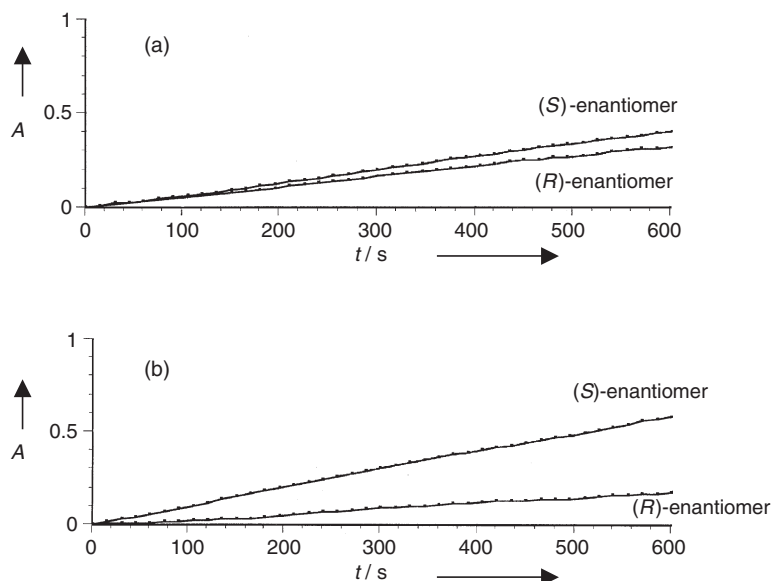 (a)
1
(S)-enantiomer
0.5
A
(R)-enantiomer
0
0 100 200 300 400 500 600
t / s
1
(b)
(S)-enantiomer
0.5
A
(R)-enantiomer
0
0 100 200 300 400 500 600
t / s